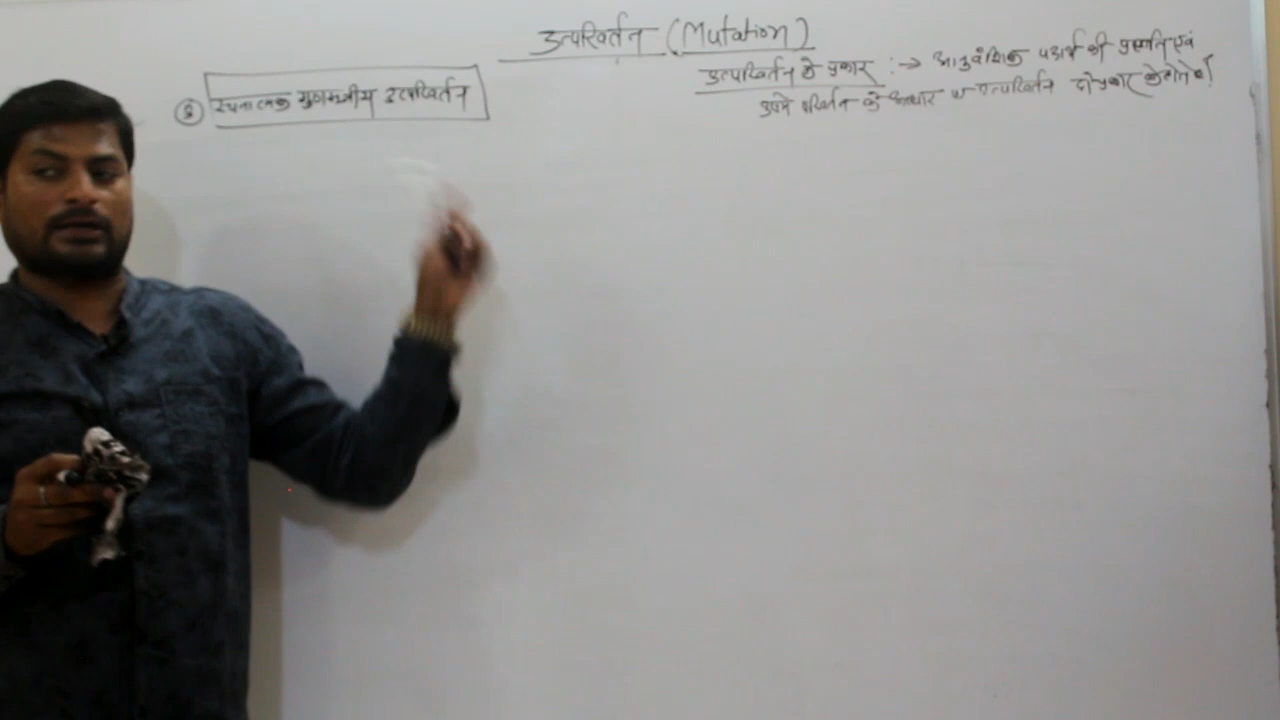 उत्परिवर्तन (Mutation)
उत्परिवर्तन के प्रकार :→ आनुवंशिक पदार्थ की प्रकृति एवं
उनमे परिवर्तन के आधार प उत्परिवर्तन दो प्रकार के होते है।
रचनात्मक गुणसूत्रीय उत्परिवर्तन